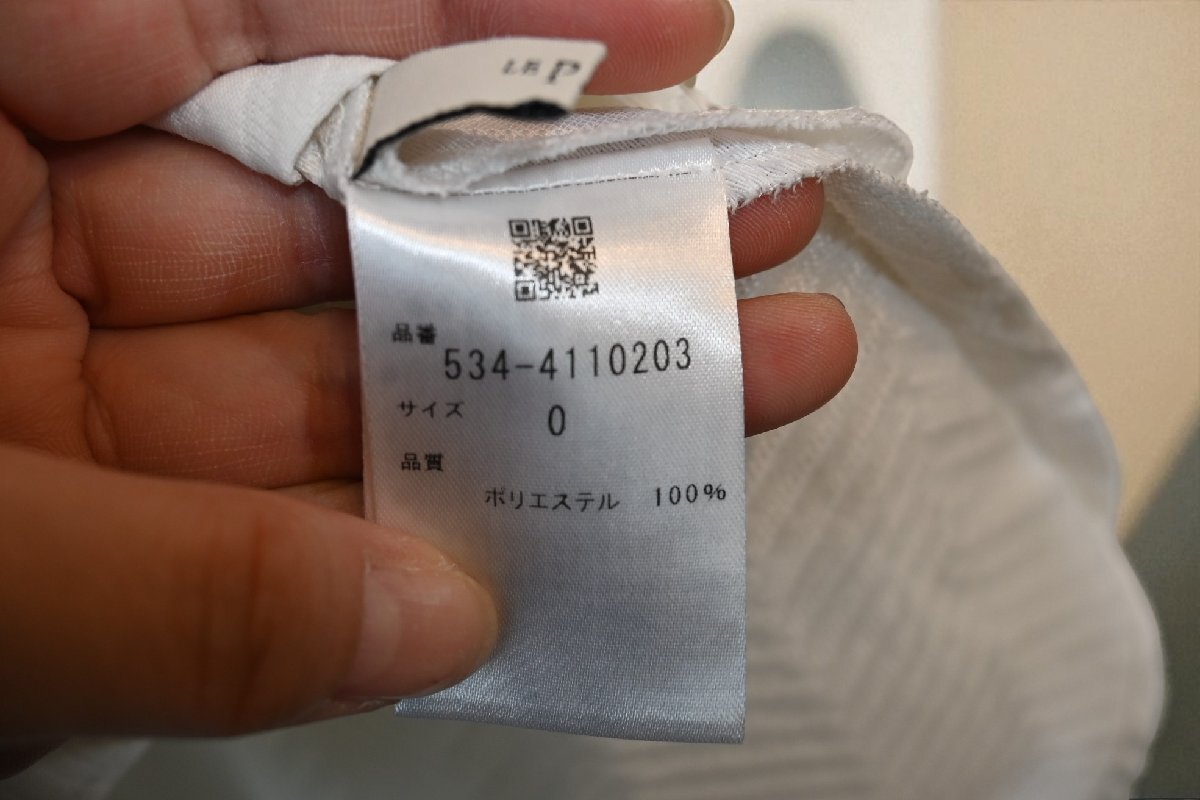 品番
534-4110203
サイズ 0
品質
ポリエステル 100%